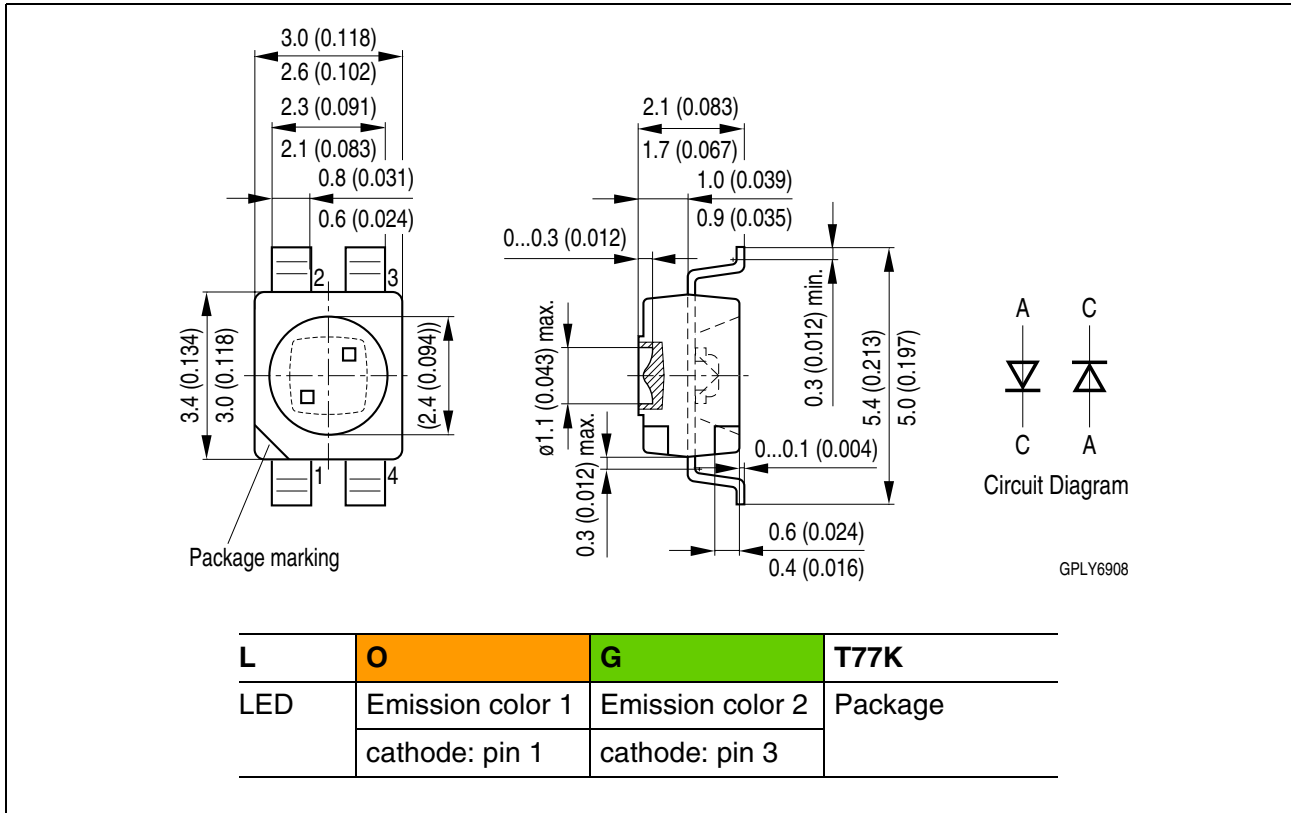 3.0 (0.118)
2.6 (0.102)
2.3 (0.091)
2.1 (0.083)
0.8 (0.031)
0.6 (0.024)
2
3
3.4 (0.134)
3.0 (0.118)
(2.4 (0.094))
1
4
Package marking
2.1 (0.083)
1.7 (0.067)
1.0 (0.039)
0.9 (0.035)
0...0.3 (0.012)
ø1.1 (0.043) max.
0.3 (0.012) max.
0.3 (0.012) min.
5.4 (0.213)
5.0 (0.197)
0...0.1 (0.004)
0.6 (0.024)
0.4 (0.016)
A C
C A
Circuit Diagram
GPLY6908
L O G T77K
LED Emission color 1 Emission color 2 Package
cathode: pin 1 cathode: pin 3